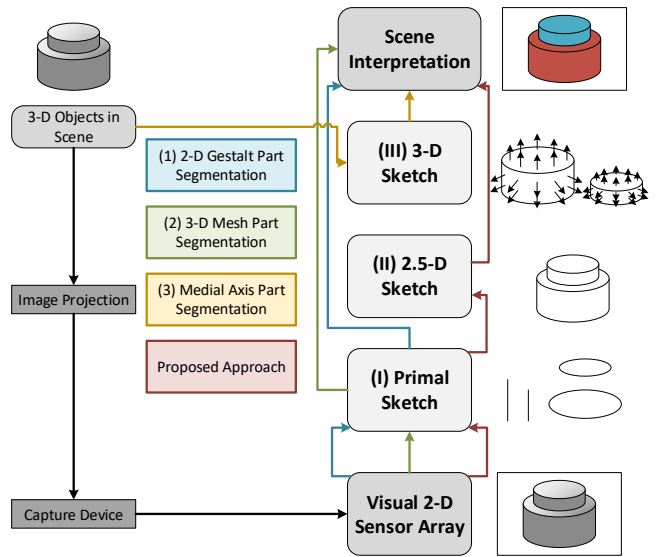 Scene
Interpretation
3-D Objects in
Scene
(1) 2-D Gestalt Part
Segmentation
(III) 3-D
Sketch
(2) 3-D Mesh Part
Segmentation
(II) 2.5-D
Sketch
Image Projection
(3) Medial Axis Part
Segmentation
Proposed Approach
(I) Primal
Sketch
Capture Device
Visual 2-D
Sensor Array